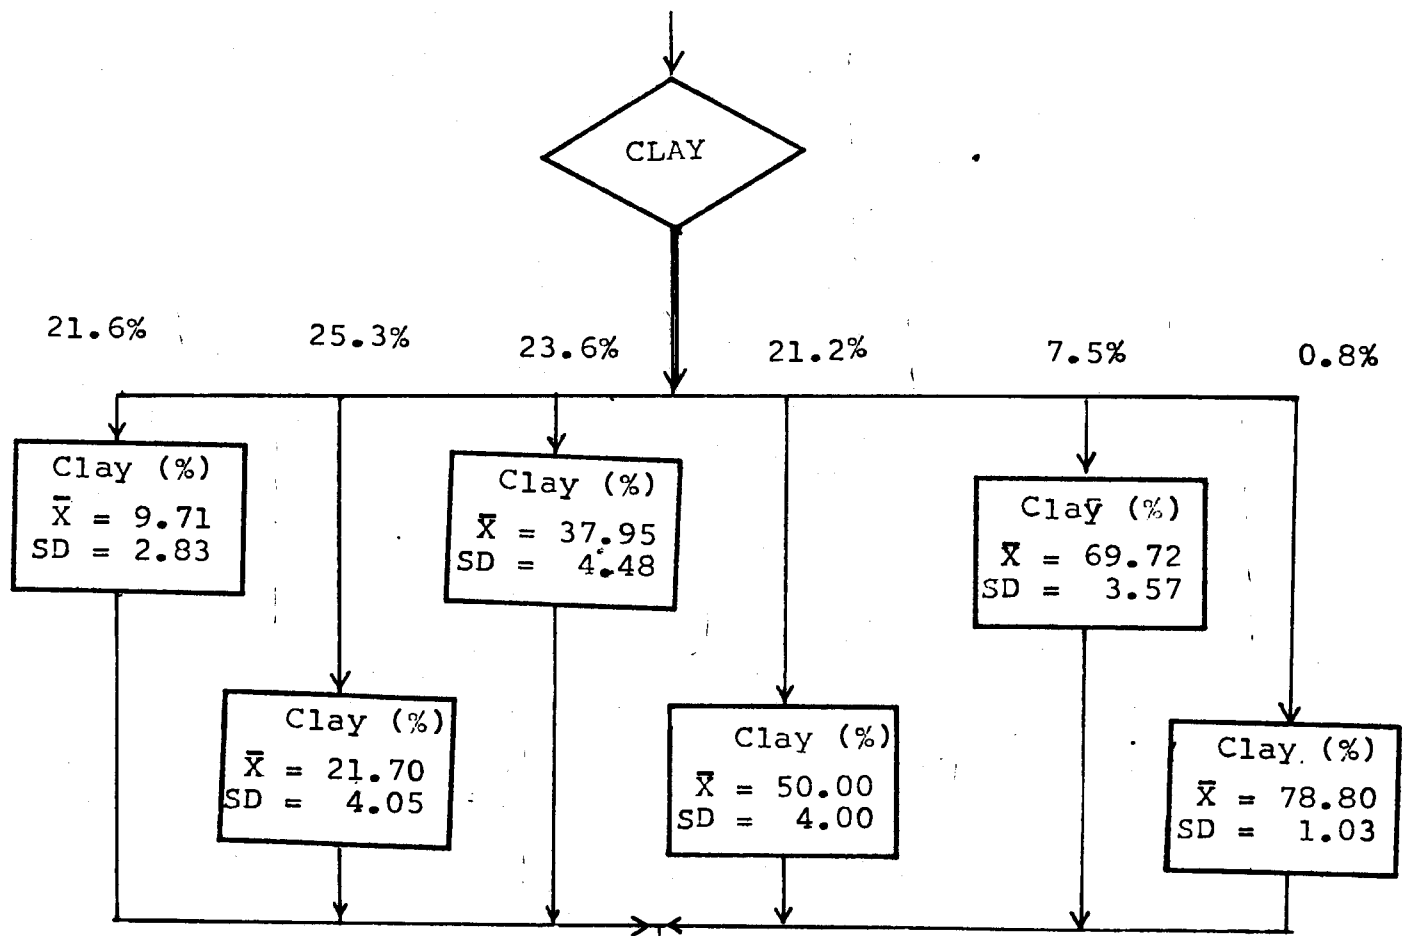 CLAY
21.6%
25.3%
23.6%
21.2%
7.5%
0.8%
Clay (%)
X̄ = 9.71
SD = 2.83
Clay (%)
X̄ = 37.95
SD = 4.48
Clay (%)
X̄ = 69.72
SD = 3.57
Clay (%)
X̄ = 21.70
SD = 4.05
Clay (%)
X̄ = 50.00
SD = 4.00
Clay (%)
X̄ = 78.80
SD = 1.03